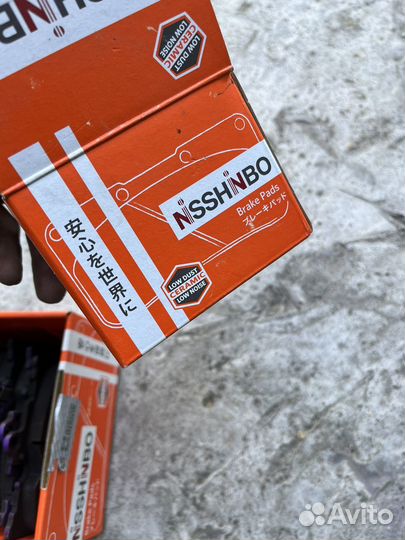 NiSSHiNBO
LOW DUST
CERAMIC
LOW NOISE
NiSSHiNBO
Brake Pads
ブレーキパッド
安心を世界に
LOW DUST
CERAMIC
LOW NOISE
NiSSHiNBO
Avito